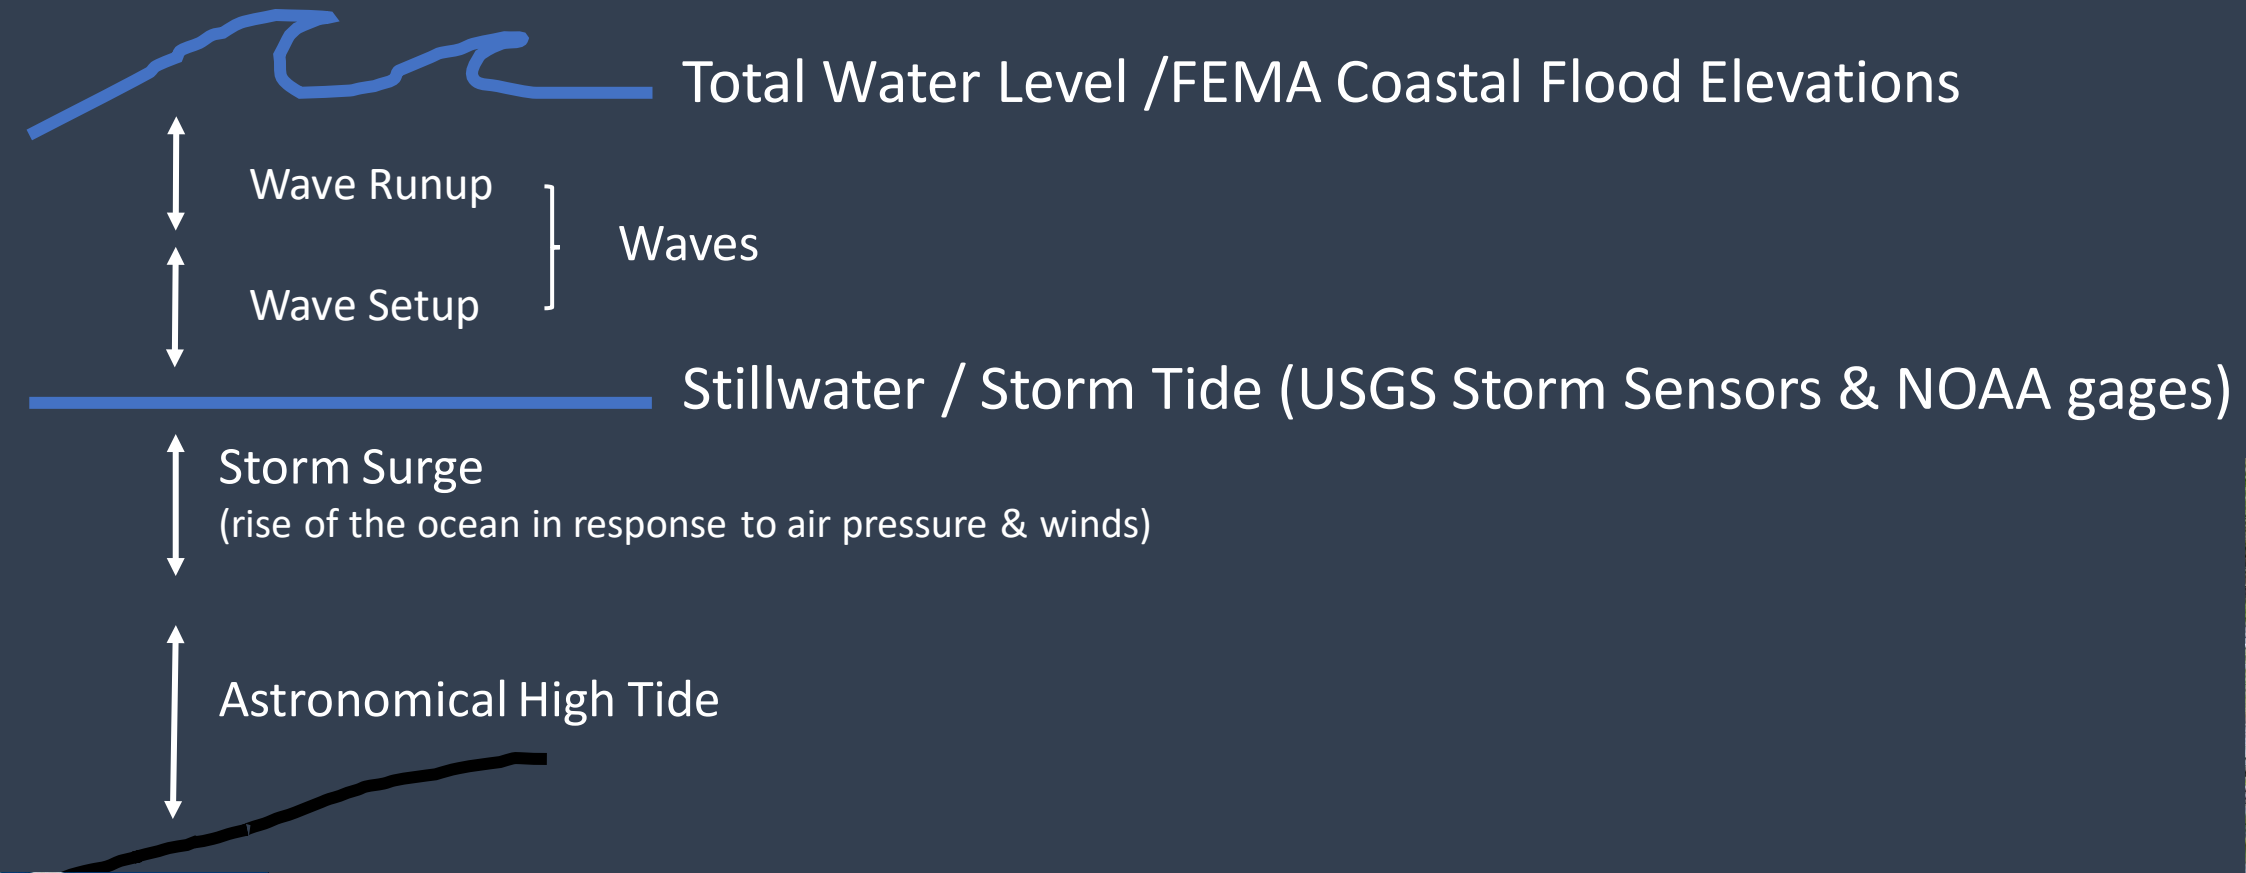 Total Water Level /FEMA Coastal Flood Elevations
Wave Runup
Waves
Wave Setup
Stillwater / Storm Tide (USGS Storm Sensors & NOAA gages)
Storm Surge
(rise of the ocean in response to air pressure & winds)
Astronomical High Tide